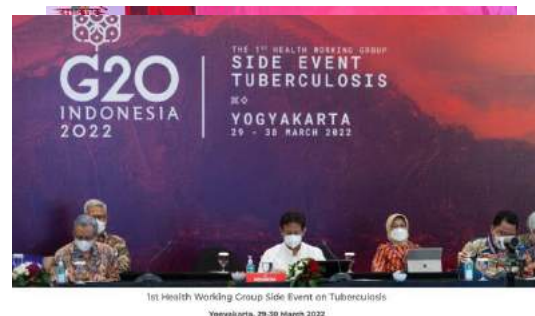 G20
INDONESIA
2022
THE 1ST HEALTH WORKING GROUP
SIDE EVENT
TUBERCULOSIS
YOGYAKARTA
29 - 30 MARCH 2022
1st Health Working Group Side Event on Tuberculosis
Yogyakarta, 29-30 March 2022